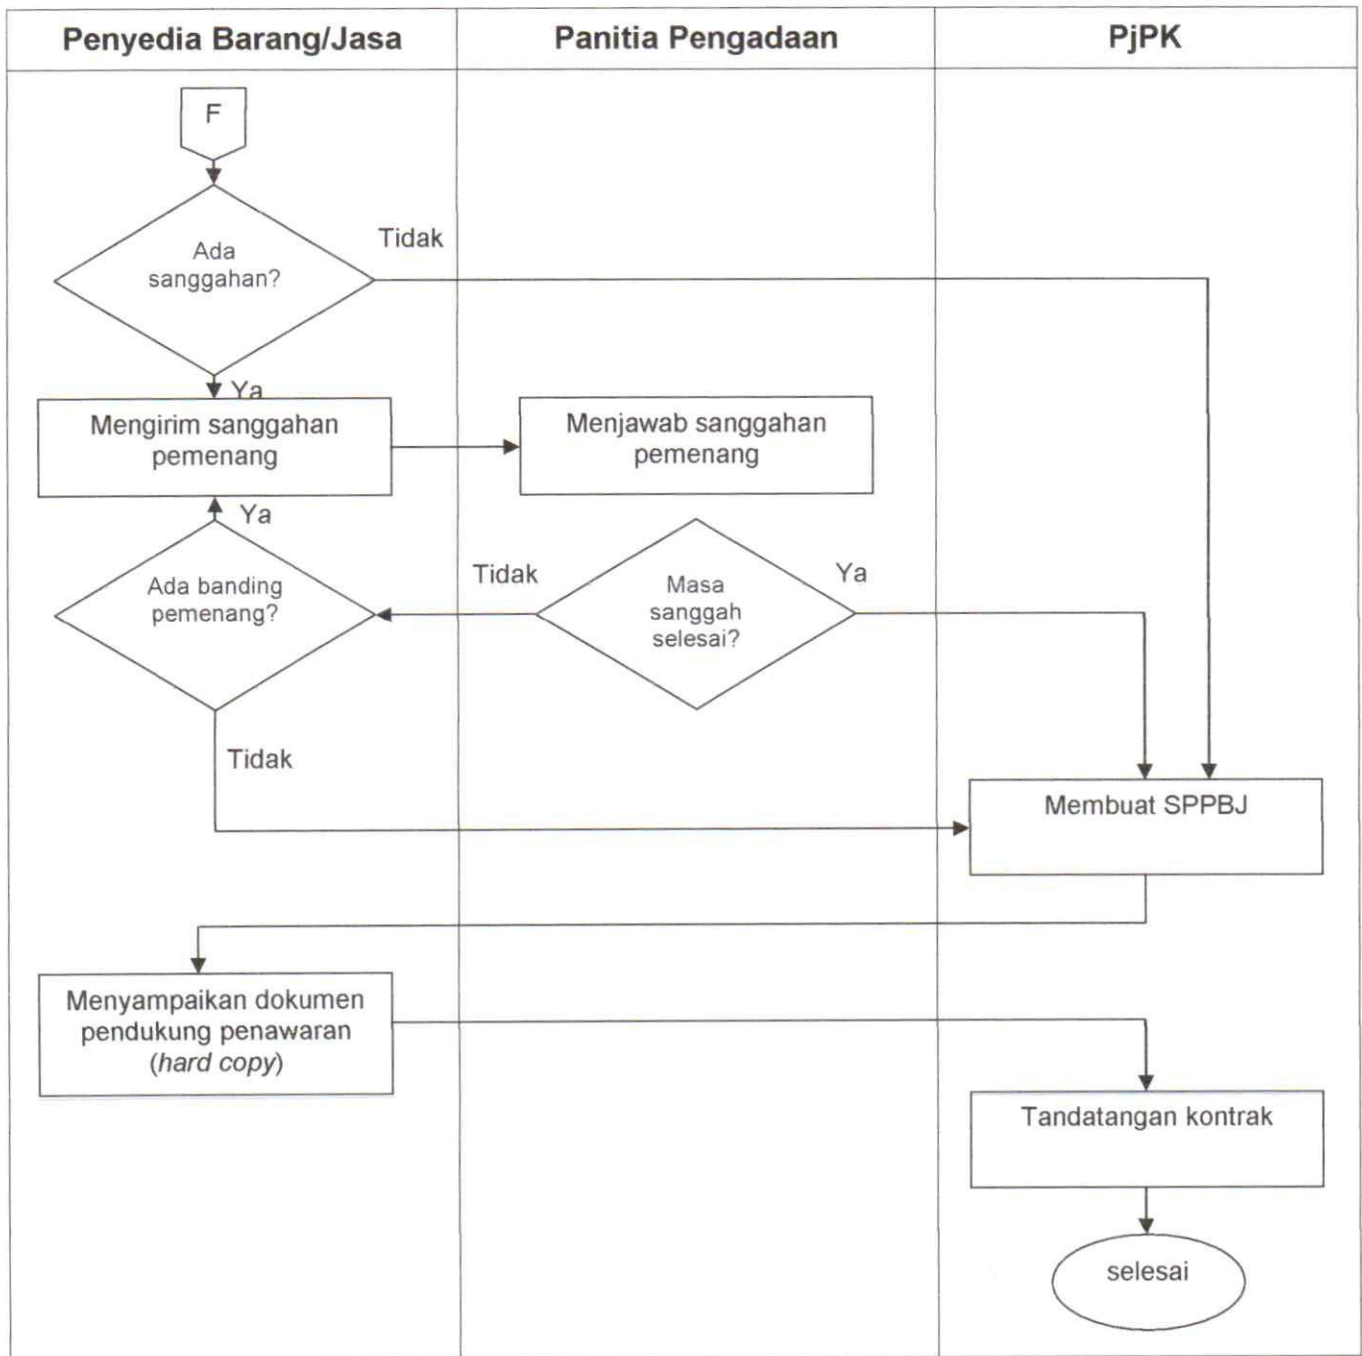 Penyedia Barang/Jasa
Panitia Pengadaan
PjPK
F
Ada
sanggahan?
Tidak
Ya
Mengirim sanggahan
pemenang
Menjawab sanggahan
pemenang
Ya
Ada banding
pemenang?
Tidak
Masa
sanggah
selesai?
Ya
Tidak
Membuat SPPBJ
Menyampaikan dokumen
pendukung penawaran
(hard copy)
Tandatangan kontrak
selesai